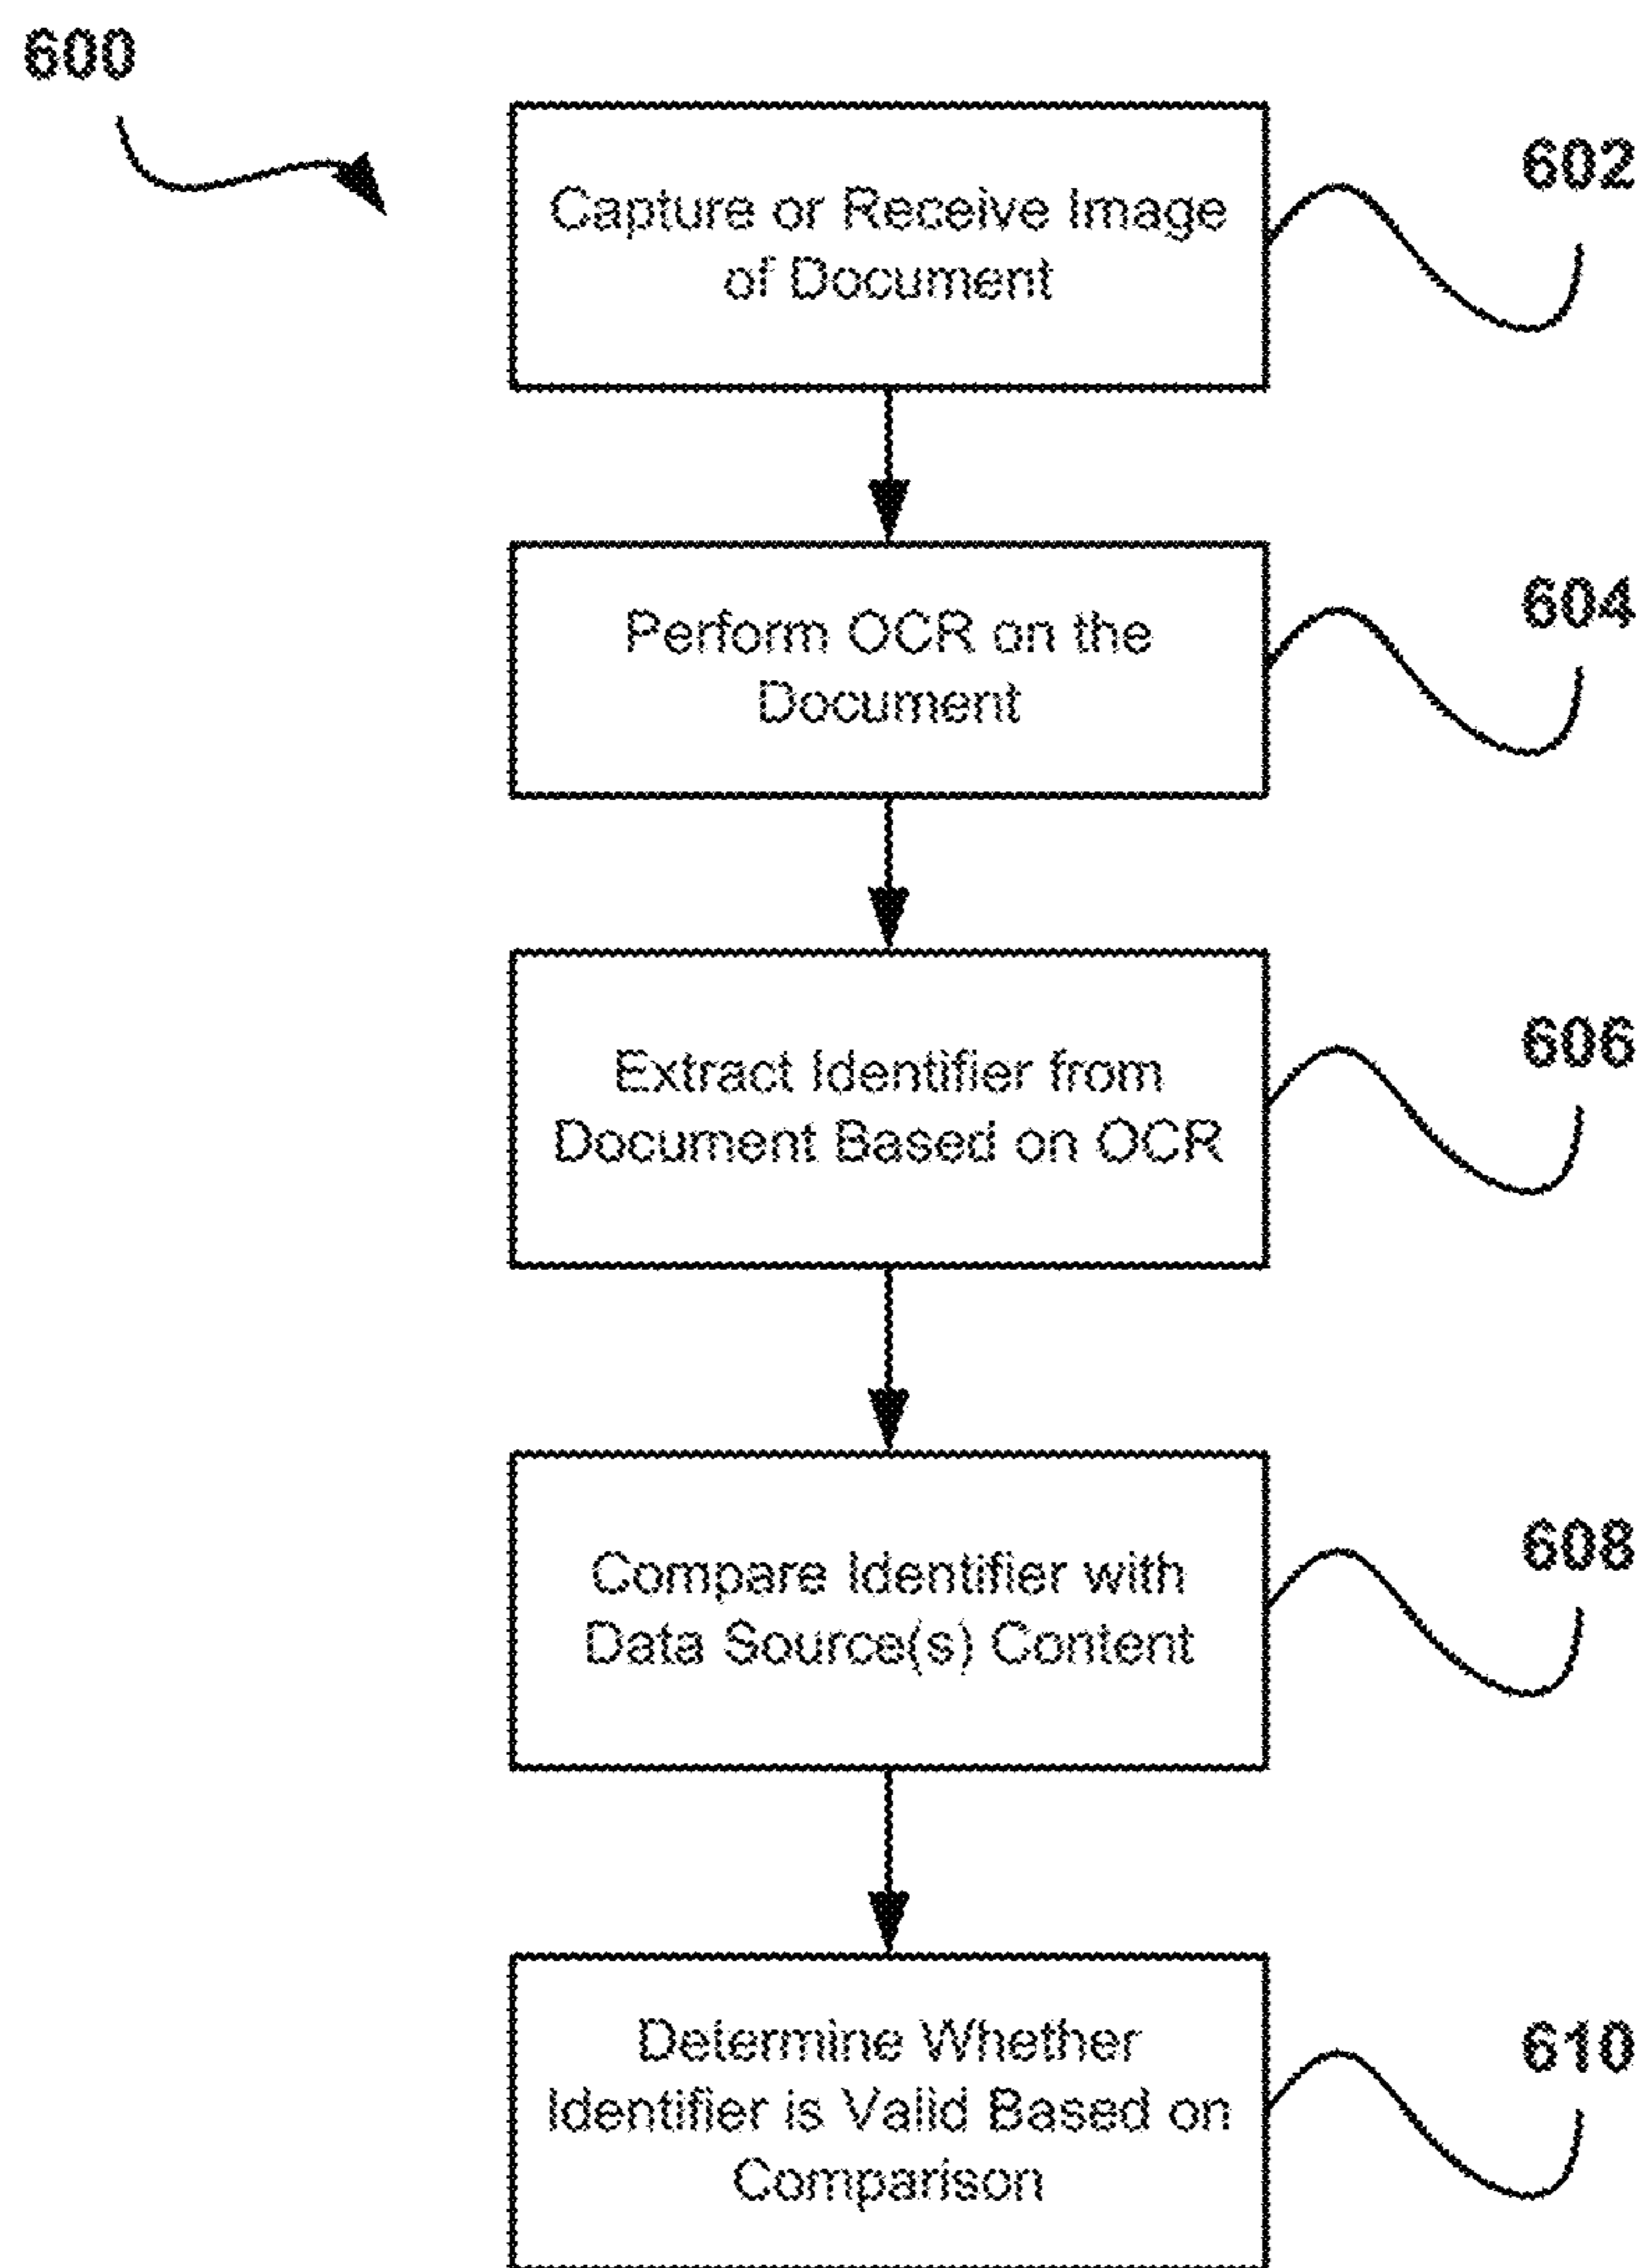 600
Capture or Receive Image
of Document
602
Perform OCR on the
Document
604
Extract Identifier from
Document Based on OCR
606
Compare Identifier with
Data Source(s) Content
608
Determine Whether
Identifier is Valid Based on
Comparison
610